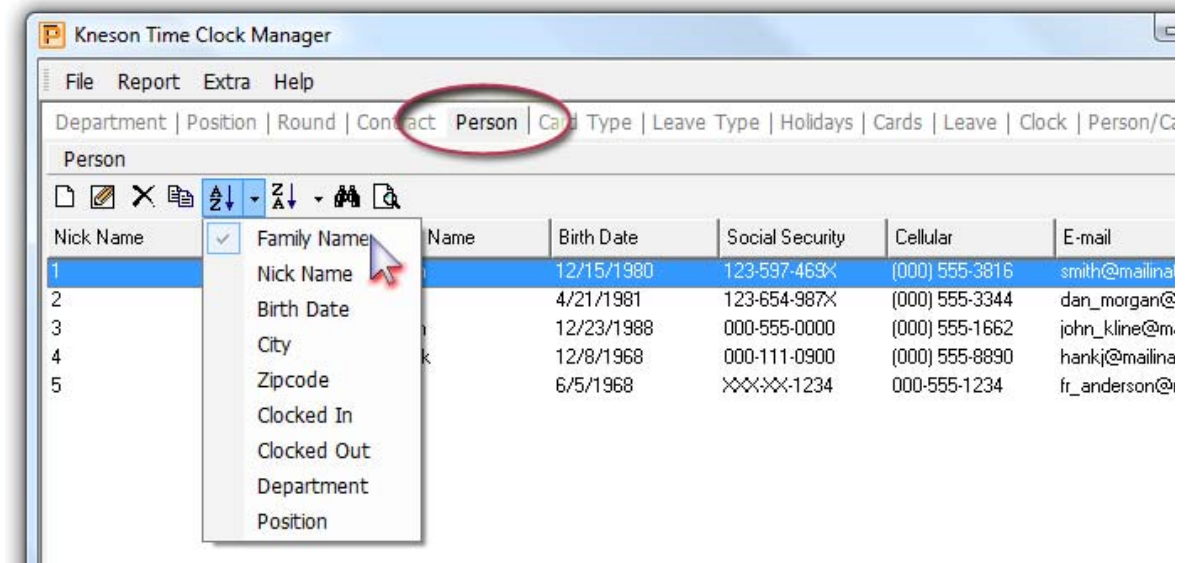 Kneson Time Clock Manager
File Report Extra Help
Department | Position | Round | Contract Person | Card Type | Leave Type | Holidays | Cards | Leave | Clock | Person/Ca
Person
Nick Name Name Birth Date Social Security Cellular E-mail
1 12/15/1980 123-597-469X (000) 555-3816 smith@mailina
2 4/21/1981 123-654-987X (000) 555-3344 dan_morgan@
3 12/23/1988 000-555-0000 (000) 555-1662 john_kline@m
4 k 12/8/1968 000-111-0900 (000) 555-8890 hankj@mailina
5 6/5/1968 XXX-XX-1234 000-555-1234 fr_anderson@
Family Name
Nick Name
Birth Date
City
Zipcode
Clocked In
Clocked Out
Department
Position